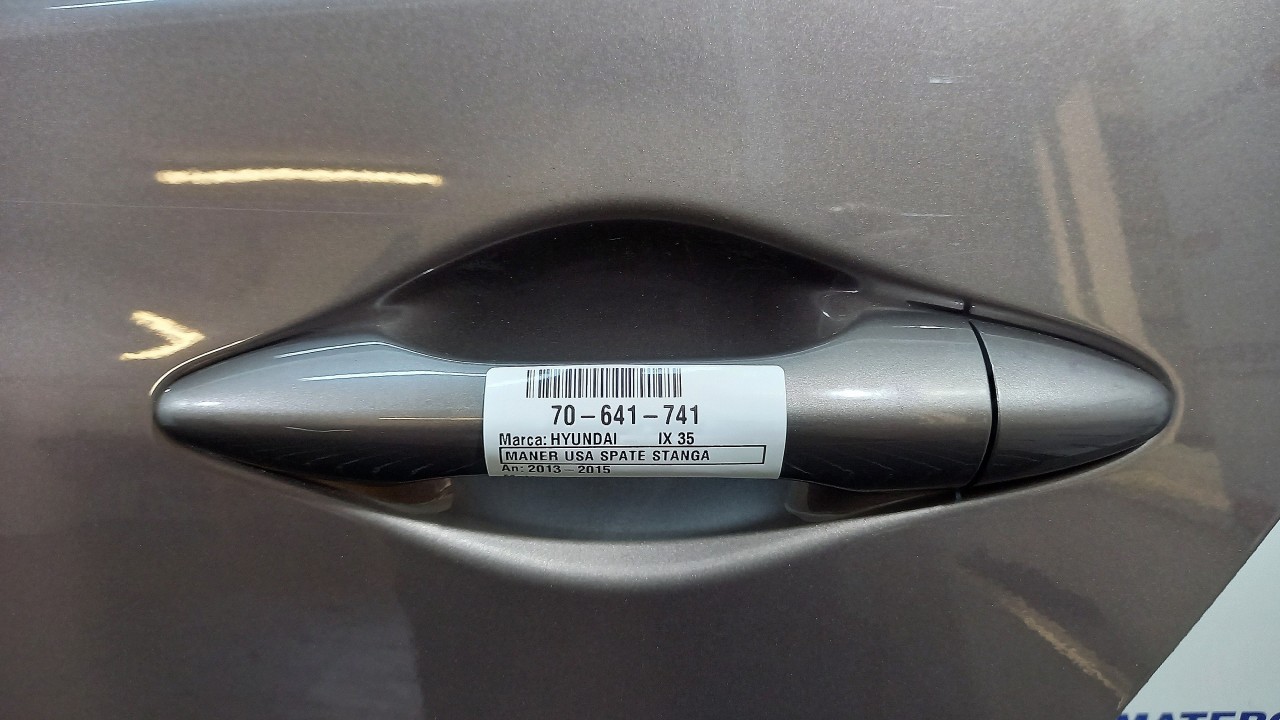 70-641-741
Marca: HYUNDAI IX 35
MANER USA SPATE STANGA
An: 2013-2015